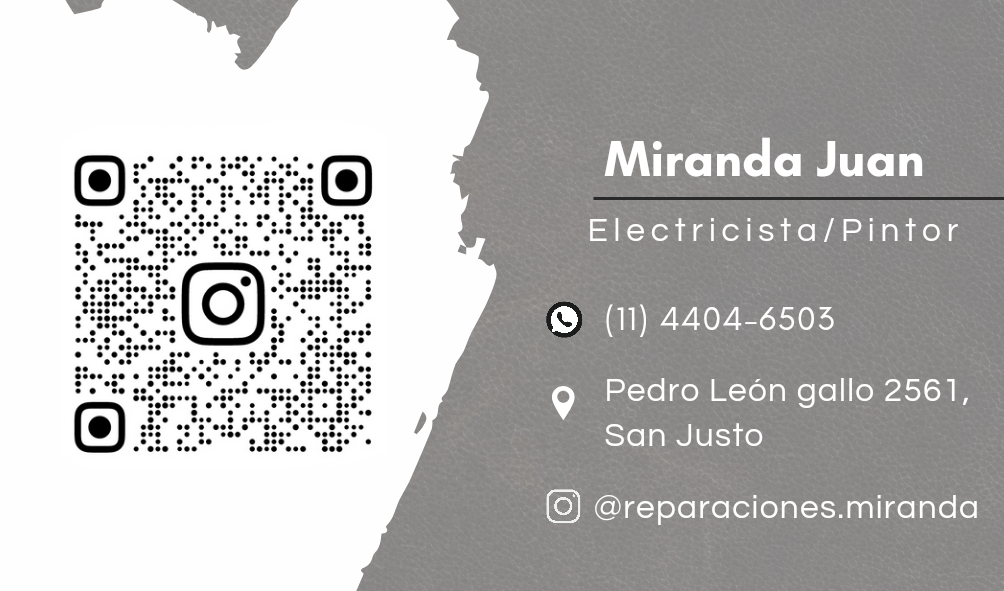 Miranda Juan
Electricista/Pintor
(11) 4404-6503
Pedro León gallo 2561,
San Justo
@reparaciones.miranda